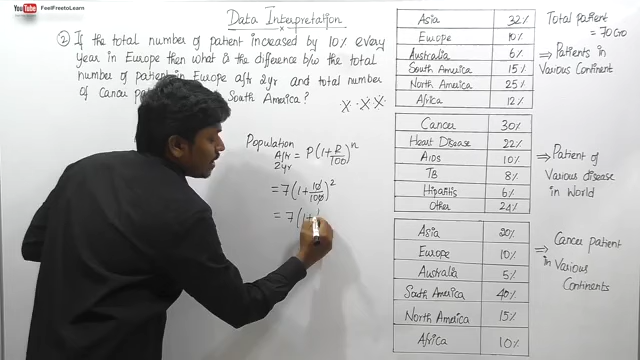 YouTube FeelFreetoLearn
Data Interpretation
② If the total number of patient increased by 10% every
year in Europe then what is the difference b/w the total
number of patient in Europe aftr 2yr and total number
of Cancer South America?
Population Aftr 2yr = P(1+R/100)^n
= 7(1+10/100)^2
= 7(1+
Asia 32%
Europe 10%
Australia 6%
South America 15%
North America 25%
Africa 12%
⇒ Patients in
Various Continent
Total patient
= 70 Cro
Cancer 30%
Heart Disease 22%
AIDS 10%
TB 8%
Hipatitis 6%
Other 24%
⇒ Patient of
Various disease
in World
Asia 20%
Europe 10%
Australia 5%
South America 40%
North America 15%
Africa 10%
⇒ Cancer patient
in Various
Continents